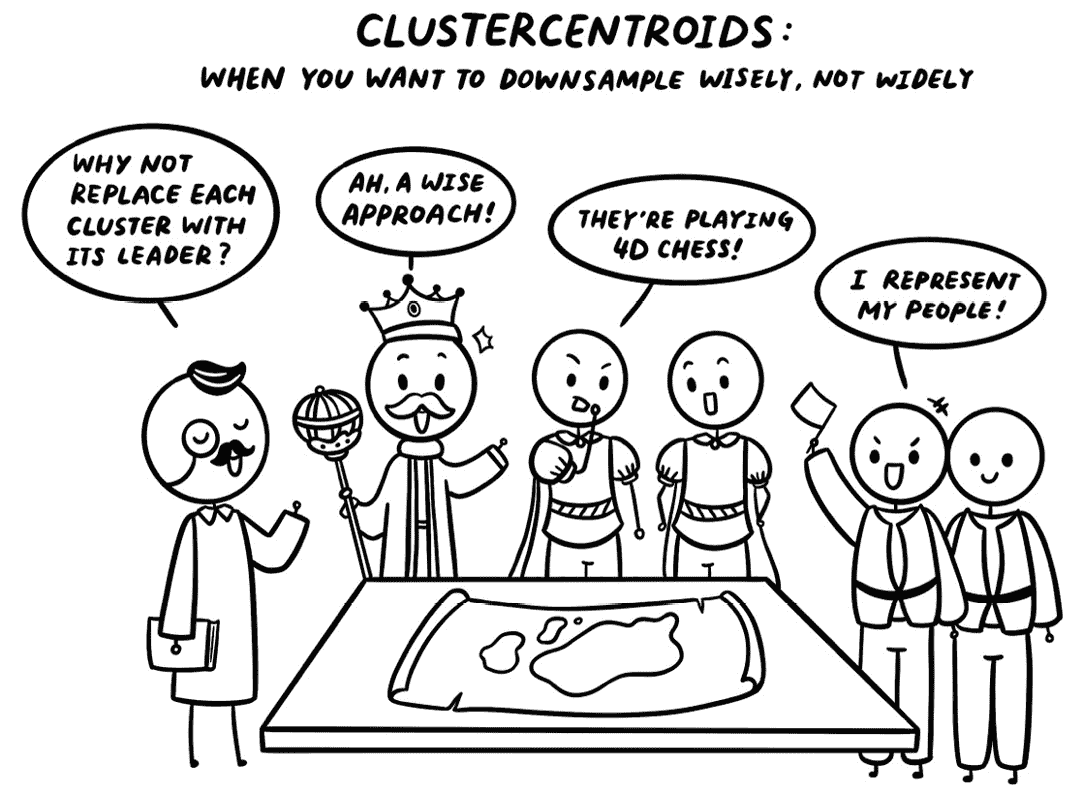 CLUSTERCENTROIDS:
WHEN YOU WANT TO DOWNSAMPLE WISELY, NOT WIDELY
WHY NOT
REPLACE EACH
CLUSTER WITH
ITS LEADER?
AH, A WISE
APPROACH!
THEY'RE PLAYING
4D CHESS!
I REPRESENT
MY PEOPLE!